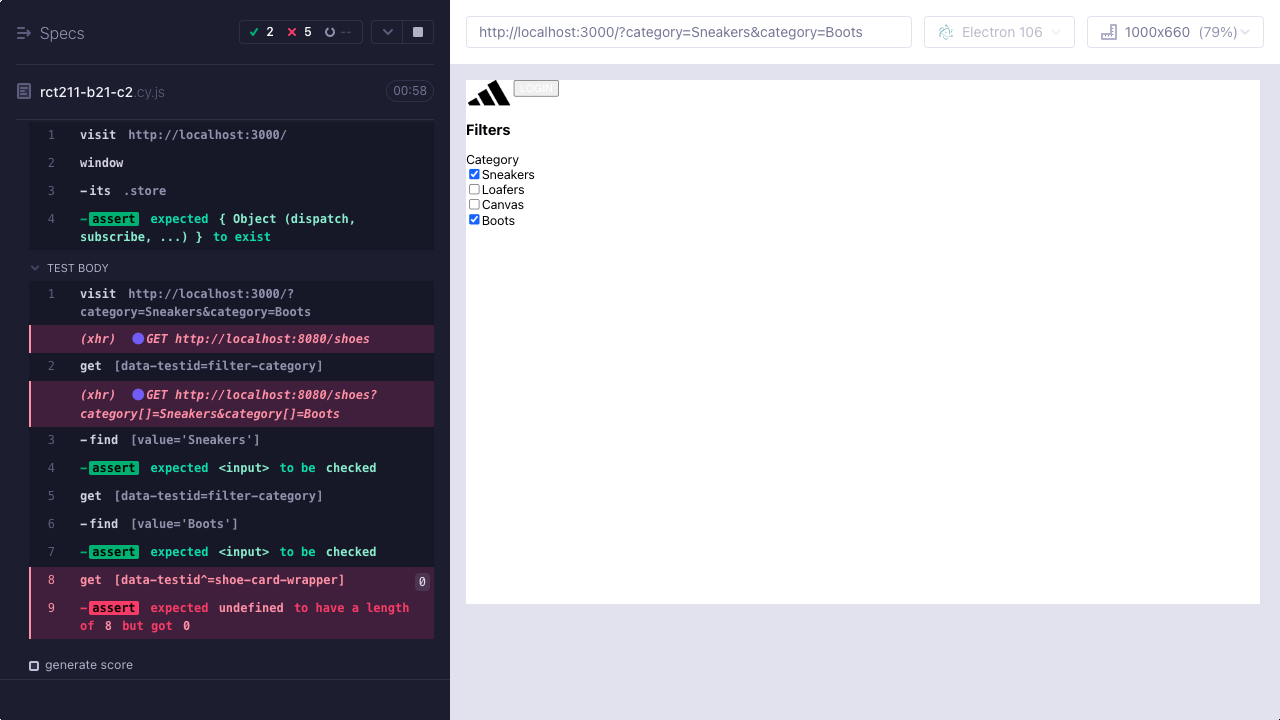 Specs
2
5
--
rct211-b21-c2.cy.js
00:58
1 visit http://localhost:3000/
2 window
3 -its .store
4 -assert expected { Object (dispatch,
subscribe, ...) } to exist
TEST BODY
1 visit http://localhost:3000/?
category=Sneakers&category=Boots
(xhr) GET http://localhost:8080/shoes
2 get [data-testid=filter-category]
(xhr) GET http://localhost:8080/shoes?
category[]=Sneakers&category[]=Boots
3 -find [value='Sneakers']
4 -assert expected <input> to be checked
5 get [data-testid=filter-category]
6 -find [value='Boots']
7 -assert expected <input> to be checked
8 get [data-testid^=shoe-card-wrapper] 0
9 -assert expected undefined to have a length
of 8 but got 0
generate score
http://localhost:3000/?category=Sneakers&category=Boots
Electron 106
1000x660 (79%)
LOGIN
Filters
Category
Sneakers
Loafers
Canvas
Boots